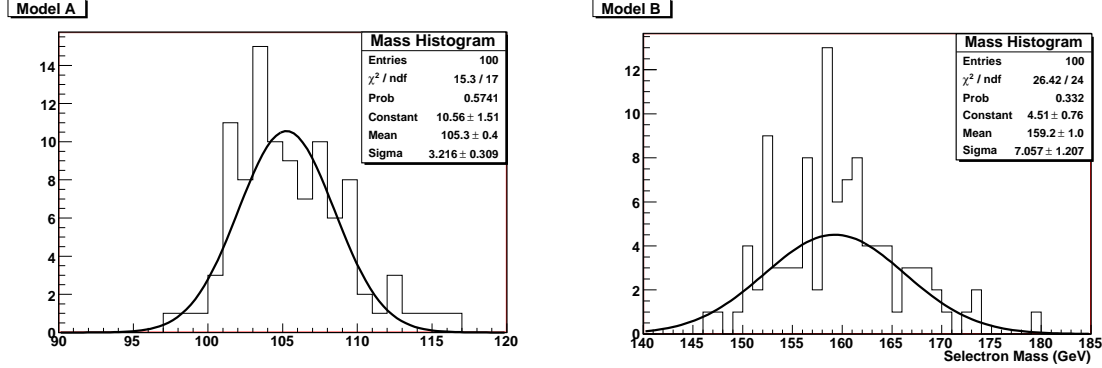 Model A
Mass Histogram
Entries 100
χ² / ndf 15.3 / 17
Prob 0.5741
Constant 10.56 ± 1.51
Mean 105.3 ± 0.4
Sigma 3.216 ± 0.309
14
12
10
8
6
4
2
0
90 95 100 105 110 115 120
Model B
Mass Histogram
Entries 100
χ² / ndf 26.42 / 24
Prob 0.332
Constant 4.51 ± 0.76
Mean 159.2 ± 1.0
Sigma 7.057 ± 1.207
12
10
8
6
4
2
0
140 145 150 155 160 165 170 175 180 185
Selectron Mass (GeV)